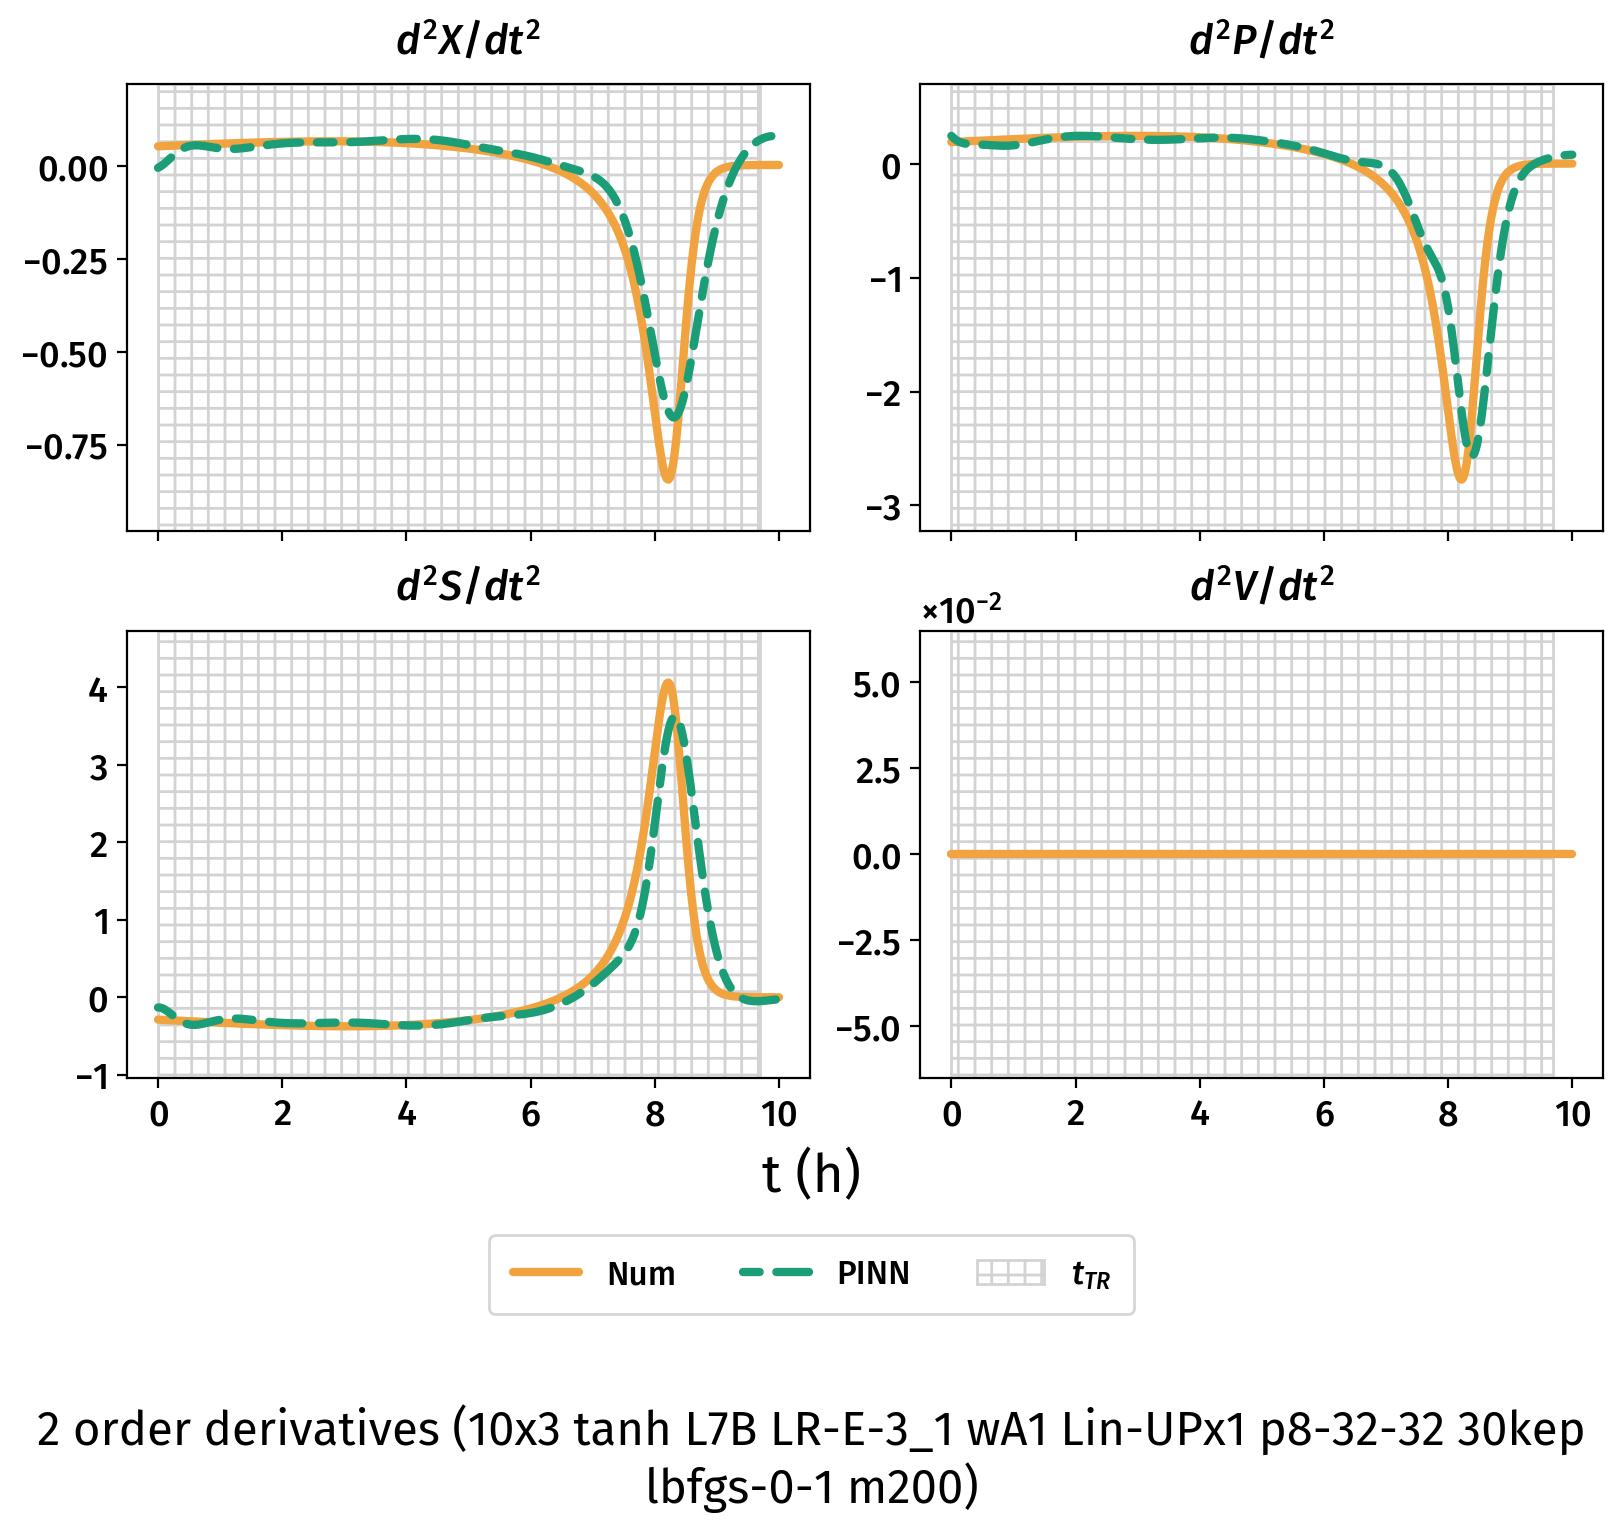 d²X/dt²
d²P/dt²
0.00
−0.25
−0.50
−0.75
0
−1
−2
−3
d²S/dt²
d²V/dt²
×10⁻²
4
3
2
1
0
−1
5.0
2.5
0.0
−2.5
−5.0
0 2 4 6 8 10
0 2 4 6 8 10
t (h)
Num PINN t_TR
2 order derivatives (10x3 tanh L7B LR-E-3_1 wA1 Lin-UPx1 p8-32-32 30kep
lbfgs-0-1 m200)